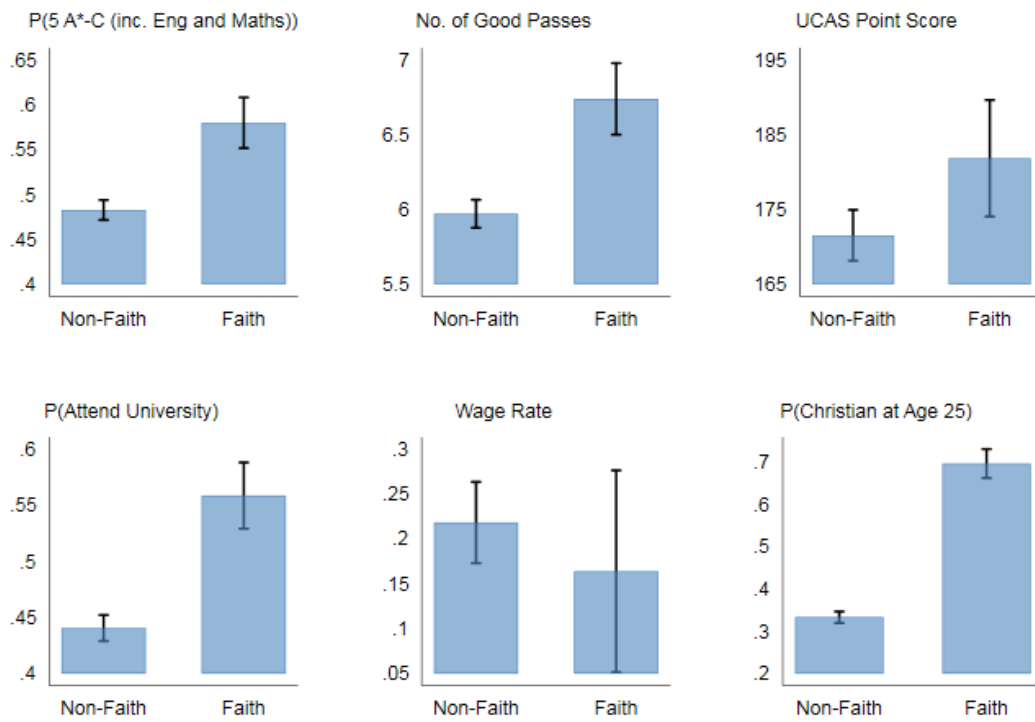 P(5 A*-C (inc. Eng and Maths))
.65
.6
.55
.5
.45
.4
Non-Faith Faith
No. of Good Passes
7
6.5
6
5.5
Non-Faith Faith
UCAS Point Score
195
185
175
165
Non-Faith Faith
P(Attend University)
.6
.55
.5
.45
.4
Non-Faith Faith
Wage Rate
.3
.25
.2
.15
.1
.05
Non-Faith Faith
P(Christian at Age 25)
.7
.6
.5
.4
.3
.2
Non-Faith Faith